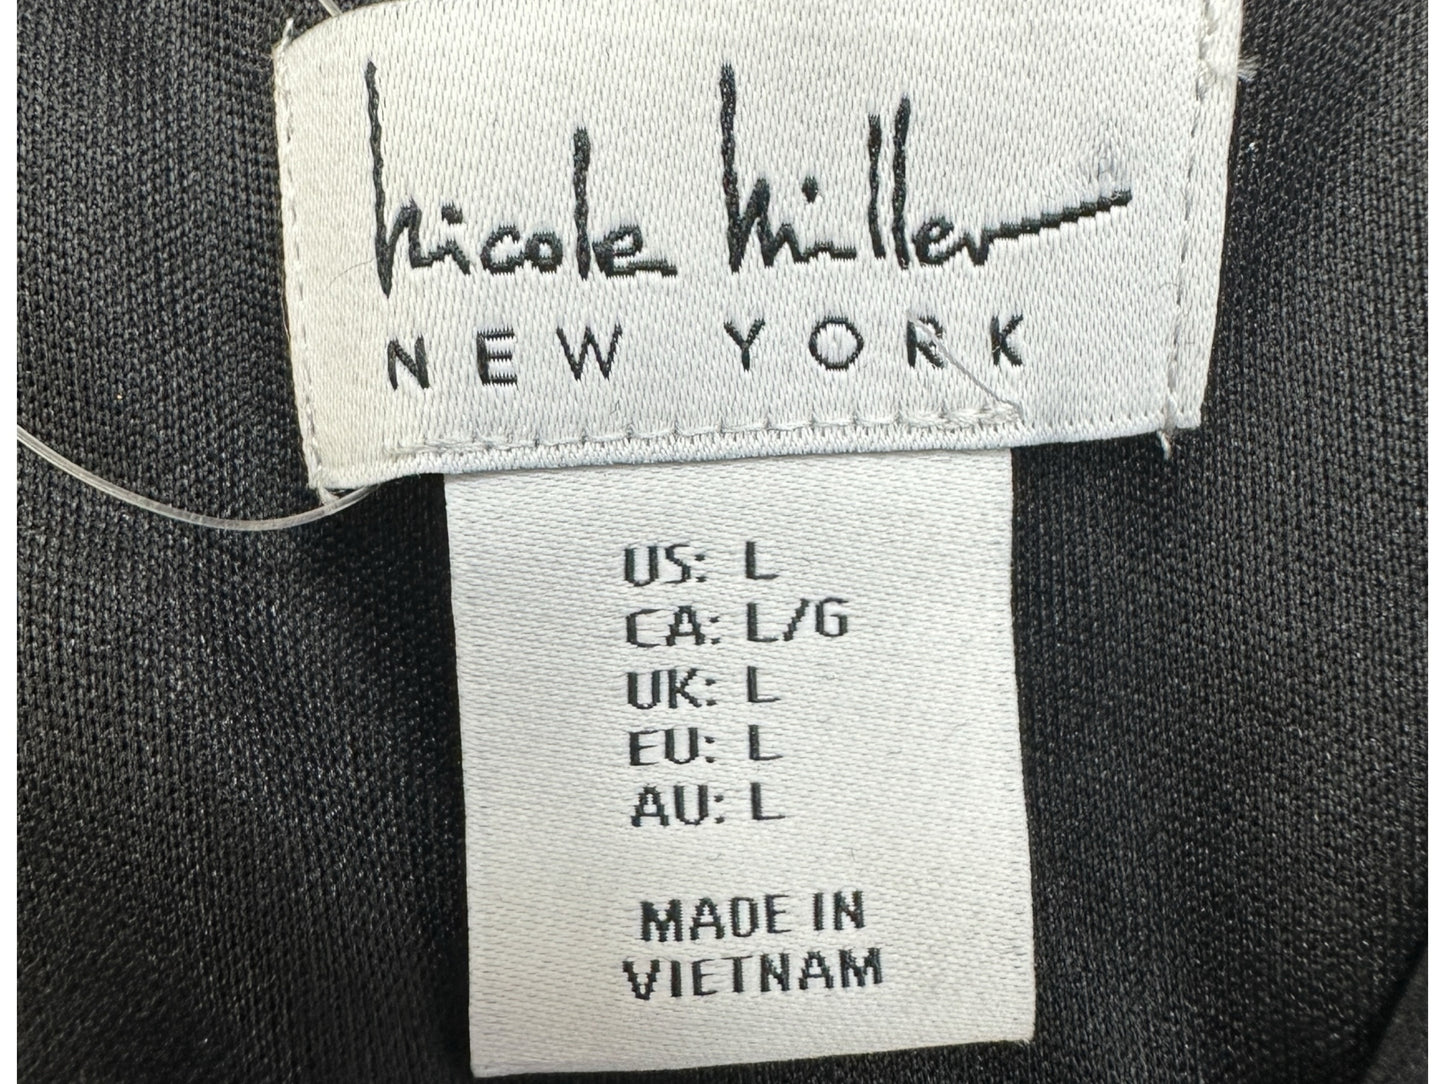 nicole miller
NEW YORK
US: L
CA: L/G
UK: L
EU: L
AU: L
MADE IN
VIETNAM